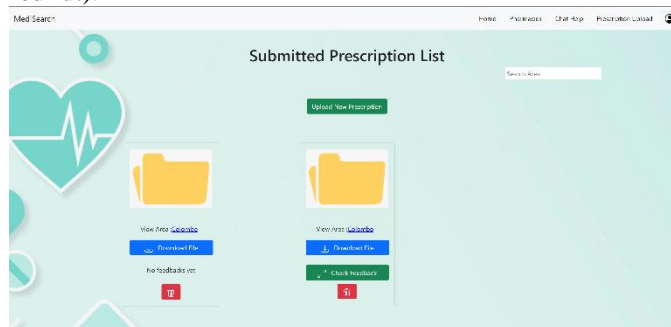 Med Search
Home Pharmacies Chat Help Prescription Upload
Submitted Prescription List
Search Area
Upload New Prescription
View Area :Colombo
View Area :Colombo
Download File
Download File
No feedbacks yet
Check Feedback